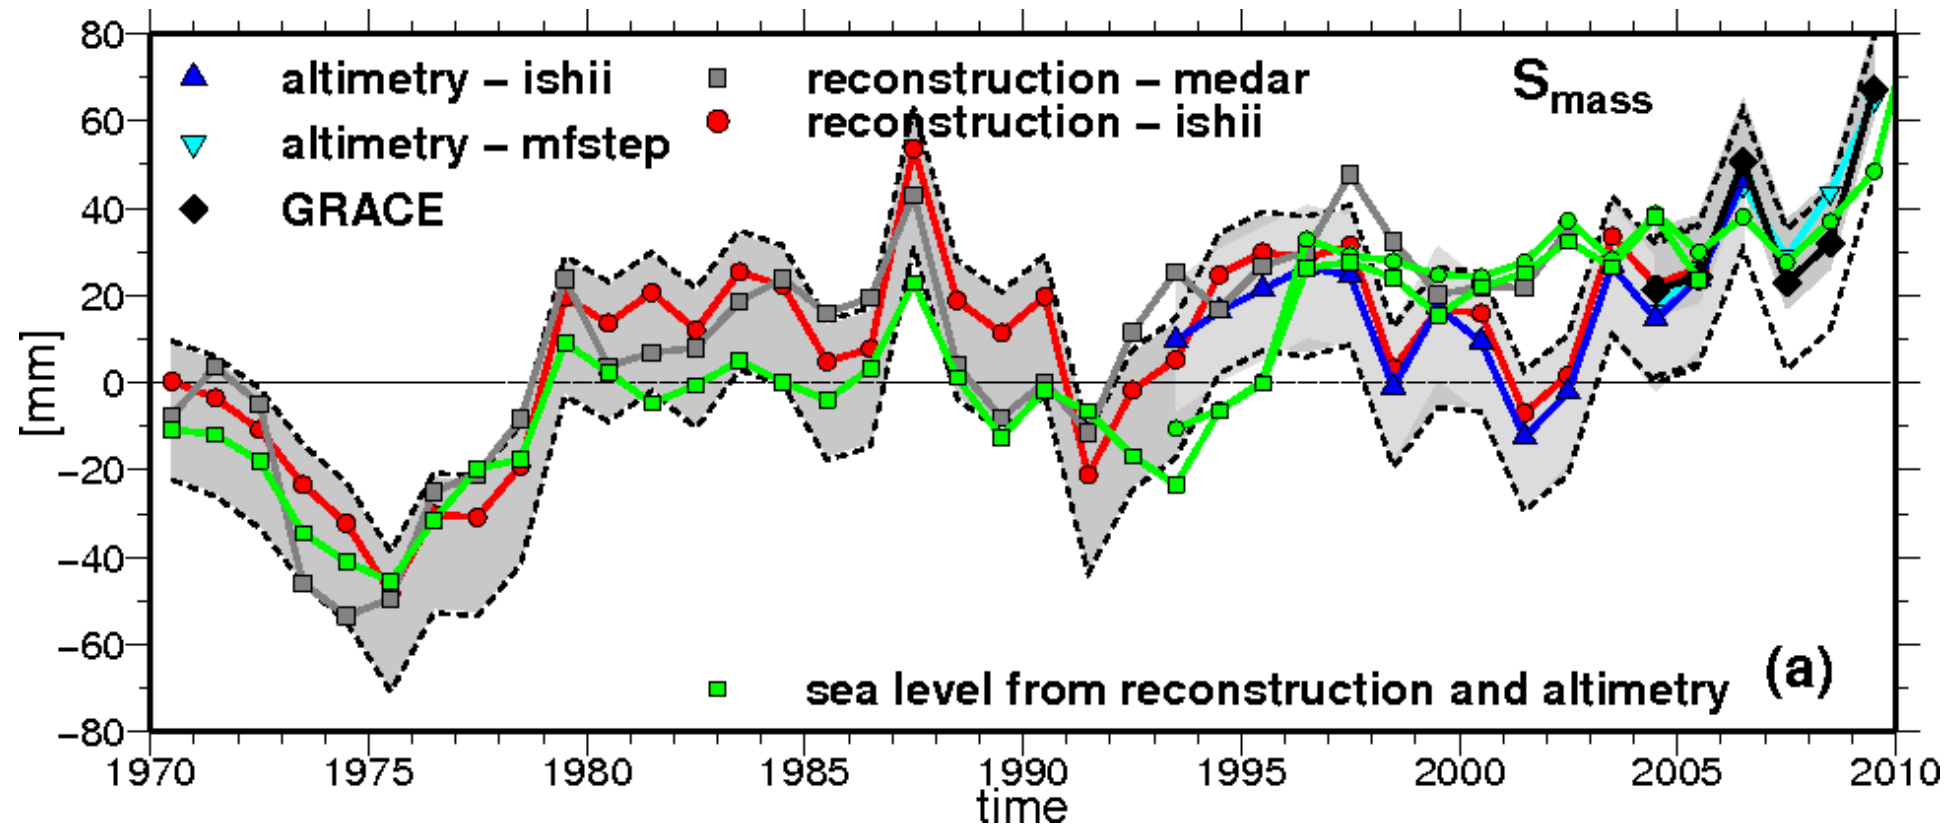 80
60
40
20
0
−20
−40
−60
−80
[mm]
altimetry – ishii
altimetry – mfstep
GRACE
reconstruction – medar
reconstruction – ishii
Smass
sea level from reconstruction and altimetry
(a)
1970 1975 1980 1985 1990 1995 2000 2005 2010
time